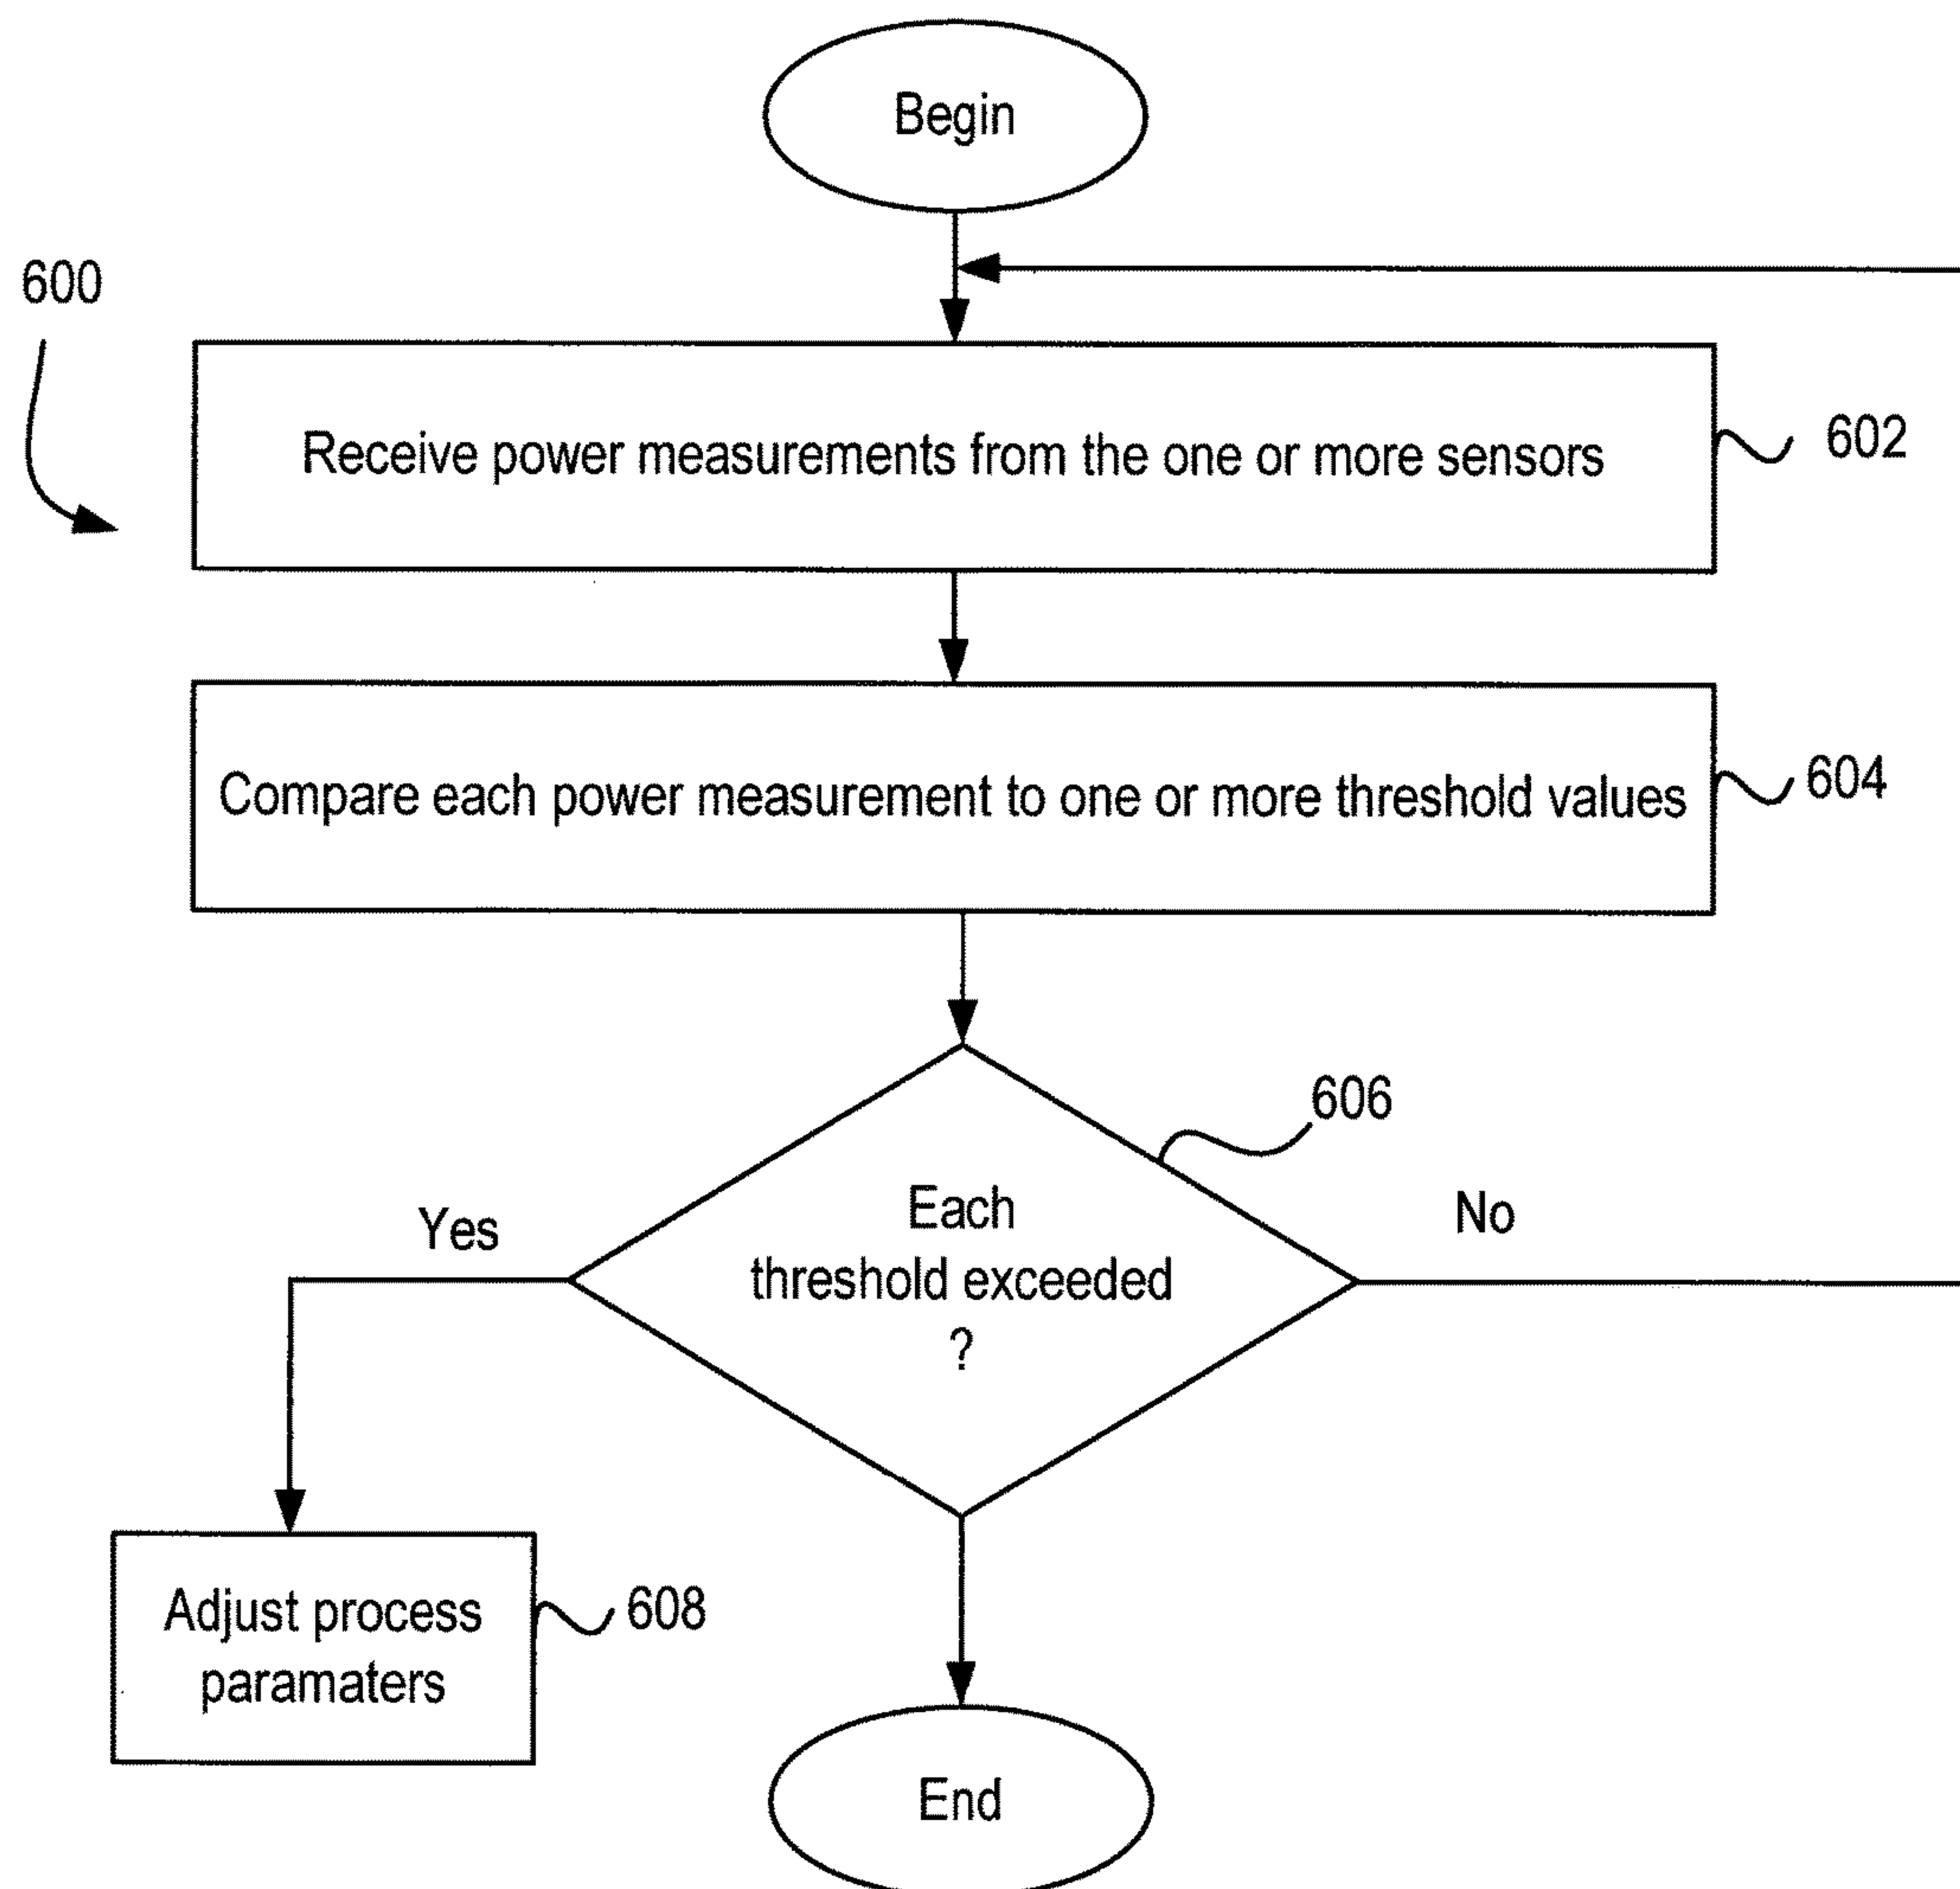 Begin
600
Receive power measurements from the one or more sensors
602
Compare each power measurement to one or more threshold values
604
606
Each
threshold exceeded
?
Yes
No
Adjust process
paramaters
608
End